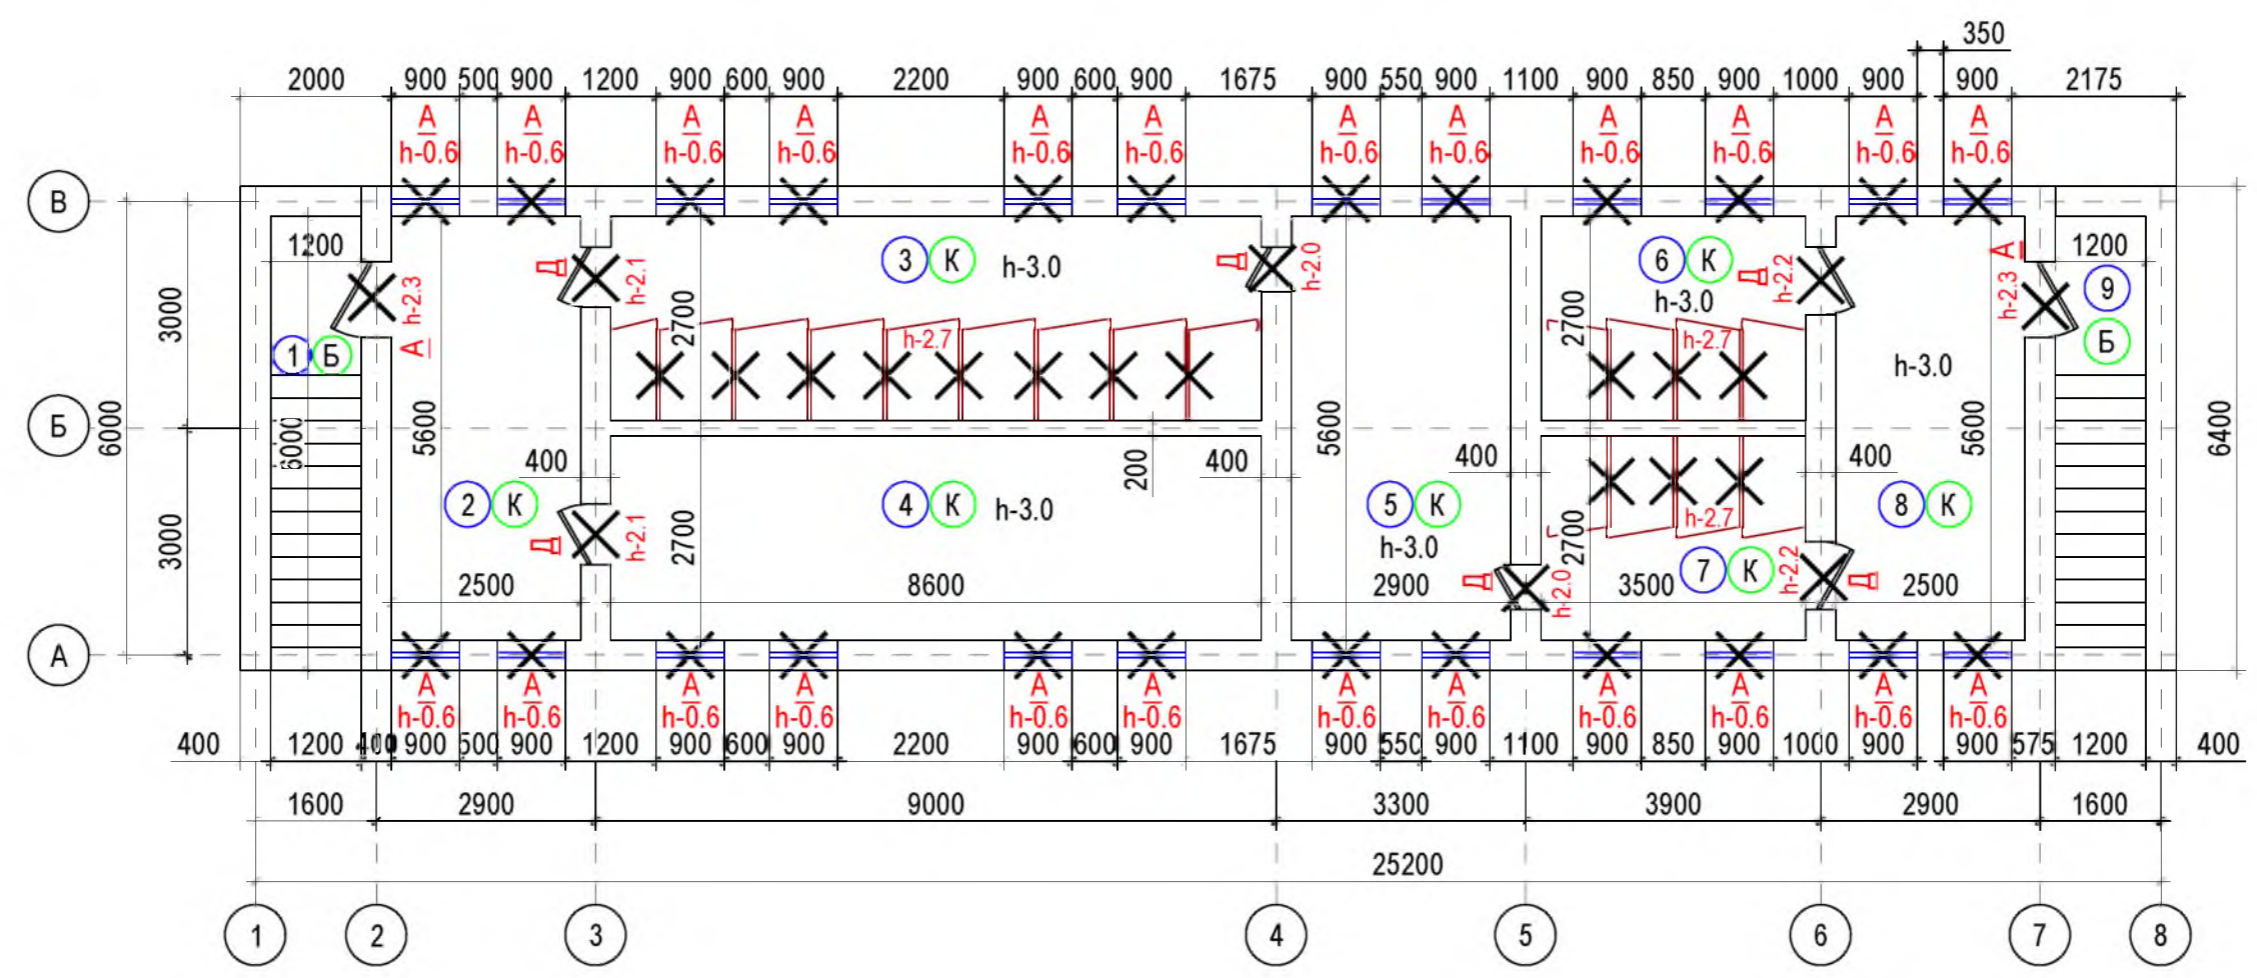 350
2000 900 500 900 1200 900 600 900 2200 900 600 900 1675 900 550 900 1100 900 850 900 1000 900 900 2175
А А А А А А А А А А А А
h-0.6 h-0.6 h-0.6 h-0.6 h-0.6 h-0.6 h-0.6 h-0.6 h-0.6 h-0.6 h-0.6 h-0.6
В
1200 3 К h-3.0 6 К А 1200
Д h-2.1 Д h-2.0 Д h-2.2 h-2.3 9
h-2.3 h-3.0
3000 2700 2700
1 Б А h-2.7 h-2.7 Б
h-3.0
Б
6000 6000 5600 5600 5600 6400
400 200 400 400 400
2 К 4 К h-3.0 5 К 8 К
h-2.7
3000 Д h-2.1 2700 h-3.0 2700
7 К h-2.2
2500 8600 2900 Д h-2.0 3500 Д 2500
А
А А А А А А А А А А А А
h-0.6 h-0.6 h-0.6 h-0.6 h-0.6 h-0.6 h-0.6 h-0.6 h-0.6 h-0.6 h-0.6 h-0.6
400 1200 400 900 500 900 1200 900 600 900 2200 900 600 900 1675 900 550 900 1100 900 850 900 1000 900 900 575 1200 400
1600 2900 9000 3300 3900 2900 1600
25200
1 2 3 4 5 6 7 8